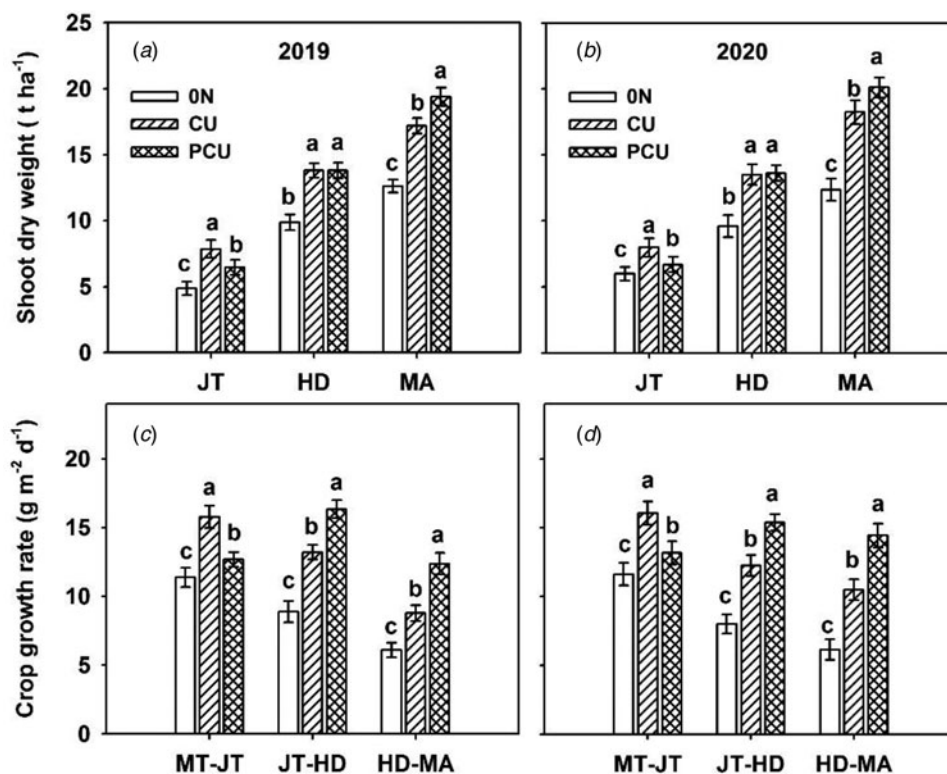 Shoot dry weight ( t ha⁻¹)
25
20
15
10
5
0
(a)
2019
0N
CU
PCU
c
a
b
b
a
a
c
b
a
JT
HD
MA
(b)
2020
0N
CU
PCU
c
a
b
b
a
a
c
b
a
JT
HD
MA
Crop growth rate (g m⁻² d⁻¹)
20
15
10
5
0
(c)
c
a
b
c
b
a
c
b
a
MT-JT
JT-HD
HD-MA
(d)
c
a
b
c
b
a
c
b
a
MT-JT
JT-HD
HD-MA